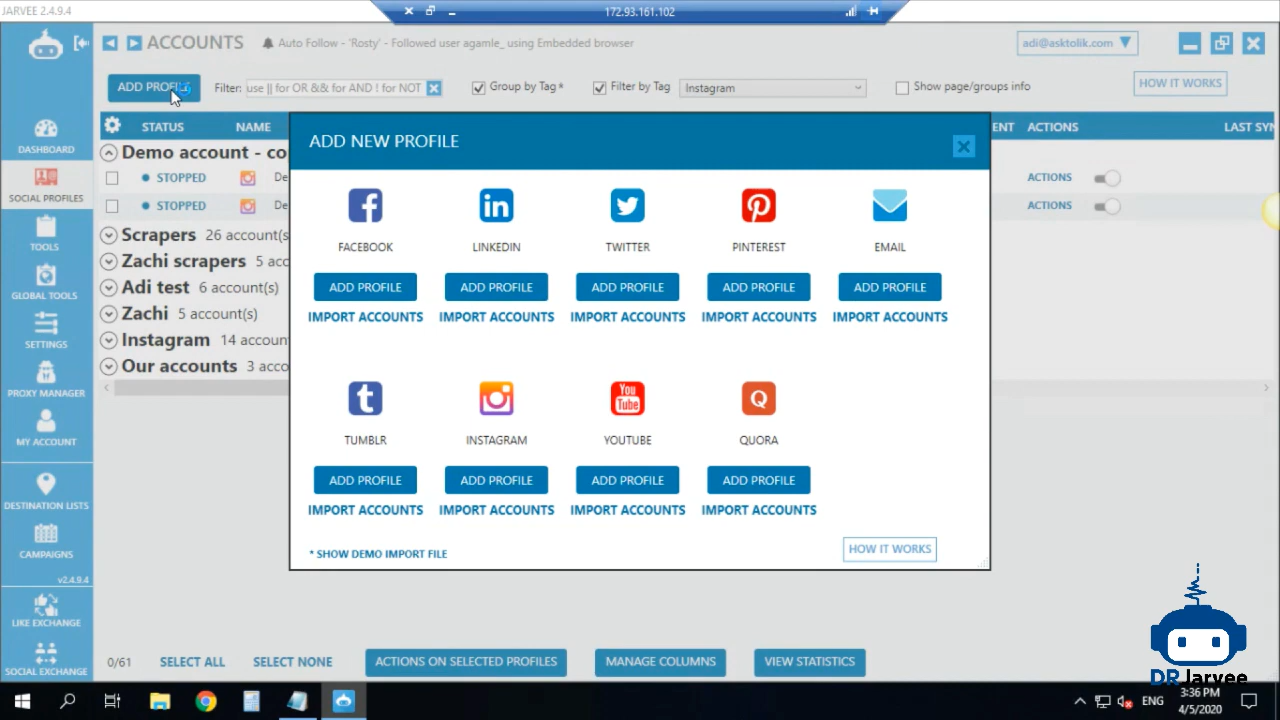 JARVEE 2.4.9.4
172.93.161.102
ACCOUNTS
Auto Follow - 'Rosty' - Followed user agamle_ using Embedded browser
adi@asktolik.com
ADD PROFILE
Filter:
use || for OR && for AND ! for NOT
Group by Tag*
Filter by Tag
Instagram
Show page/groups info
HOW IT WORKS
STATUS
NAME
ENT
ACTIONS
LAST SYN
Demo account - co
STOPPED
De
ACTIONS
STOPPED
De
ACTIONS
Scrapers 26 account(s
Zachi scrapers 5 acc
Adi test 6 account(s)
Zachi 5 account(s)
Instagram 14 accoun
Our accounts 3 acco
DASHBOARD
SOCIAL PROFILES
TOOLS
GLOBAL TOOLS
SETTINGS
PROXY MANAGER
MY ACCOUNT
DESTINATION LISTS
CAMPAIGNS
v2.4.9.4
LIKE EXCHANGE
SOCIAL EXCHANGE
ADD NEW PROFILE
FACEBOOK
LINKEDIN
TWITTER
PINTEREST
EMAIL
ADD PROFILE
ADD PROFILE
ADD PROFILE
ADD PROFILE
ADD PROFILE
IMPORT ACCOUNTS
IMPORT ACCOUNTS
IMPORT ACCOUNTS
IMPORT ACCOUNTS
IMPORT ACCOUNTS
You
Tube
TUMBLR
INSTAGRAM
YOUTUBE
QUORA
ADD PROFILE
ADD PROFILE
ADD PROFILE
ADD PROFILE
IMPORT ACCOUNTS
IMPORT ACCOUNTS
IMPORT ACCOUNTS
IMPORT ACCOUNTS
* SHOW DEMO IMPORT FILE
HOW IT WORKS
0/61
SELECT ALL
SELECT NONE
ACTIONS ON SELECTED PROFILES
MANAGE COLUMNS
VIEW STATISTICS
DR Jarvee
ENG
3:36 PM
4/5/2020